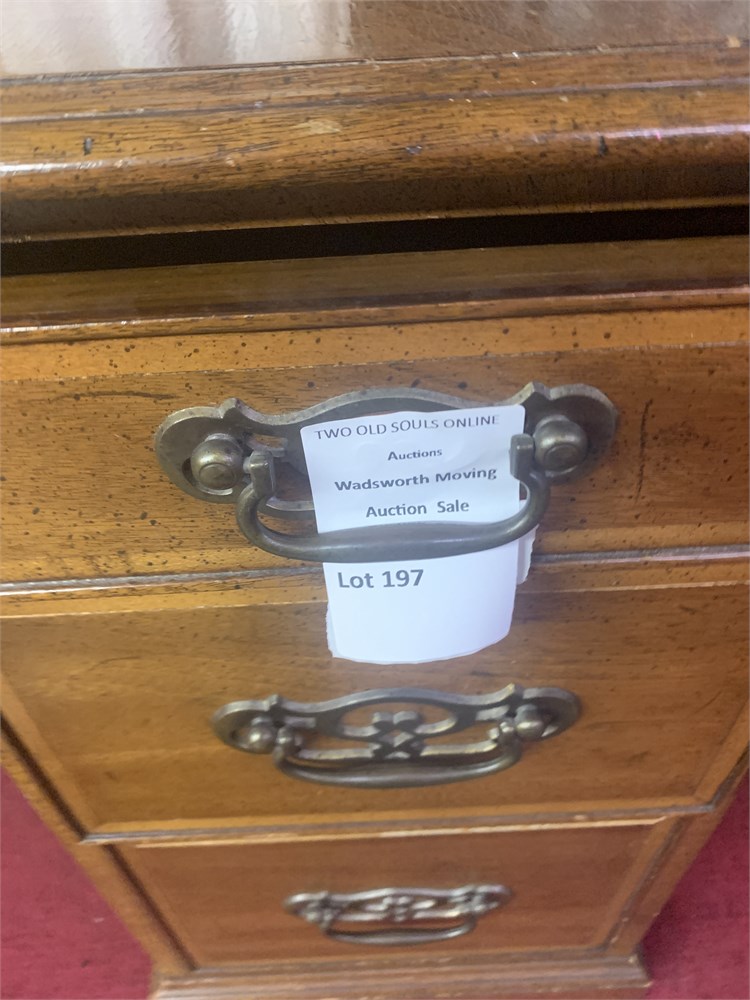 TWO OLD SOULS ONLINE
Auctions
Wadsworth Moving
Auction Sale
Lot 197